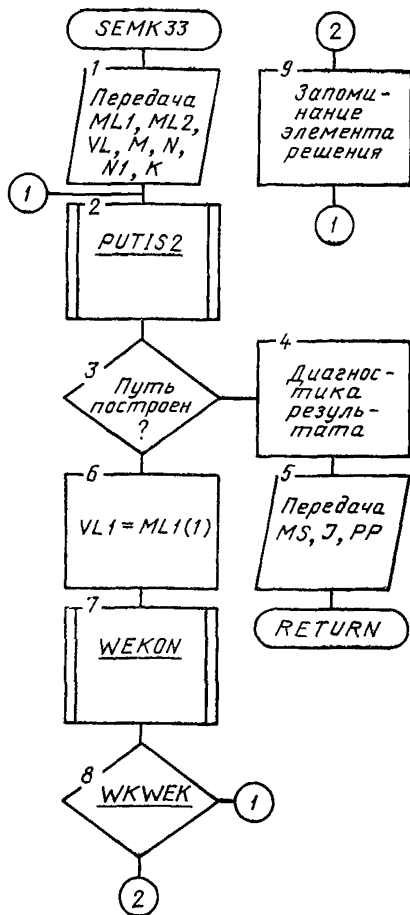 SEMK33
1
Передача
ML1, ML2,
VL, M, N,
N1, K
1
2
PUTIS2
3
Путь
построен
?
4
Диагнос-
тика
резуль-
тата
5
Передача
MS, J, PP
RETURN
6
VL1 = ML1(1)
7
WEKON
8
WKWEK
1
2
2
9
Запоми-
нание
элемента
решения
1